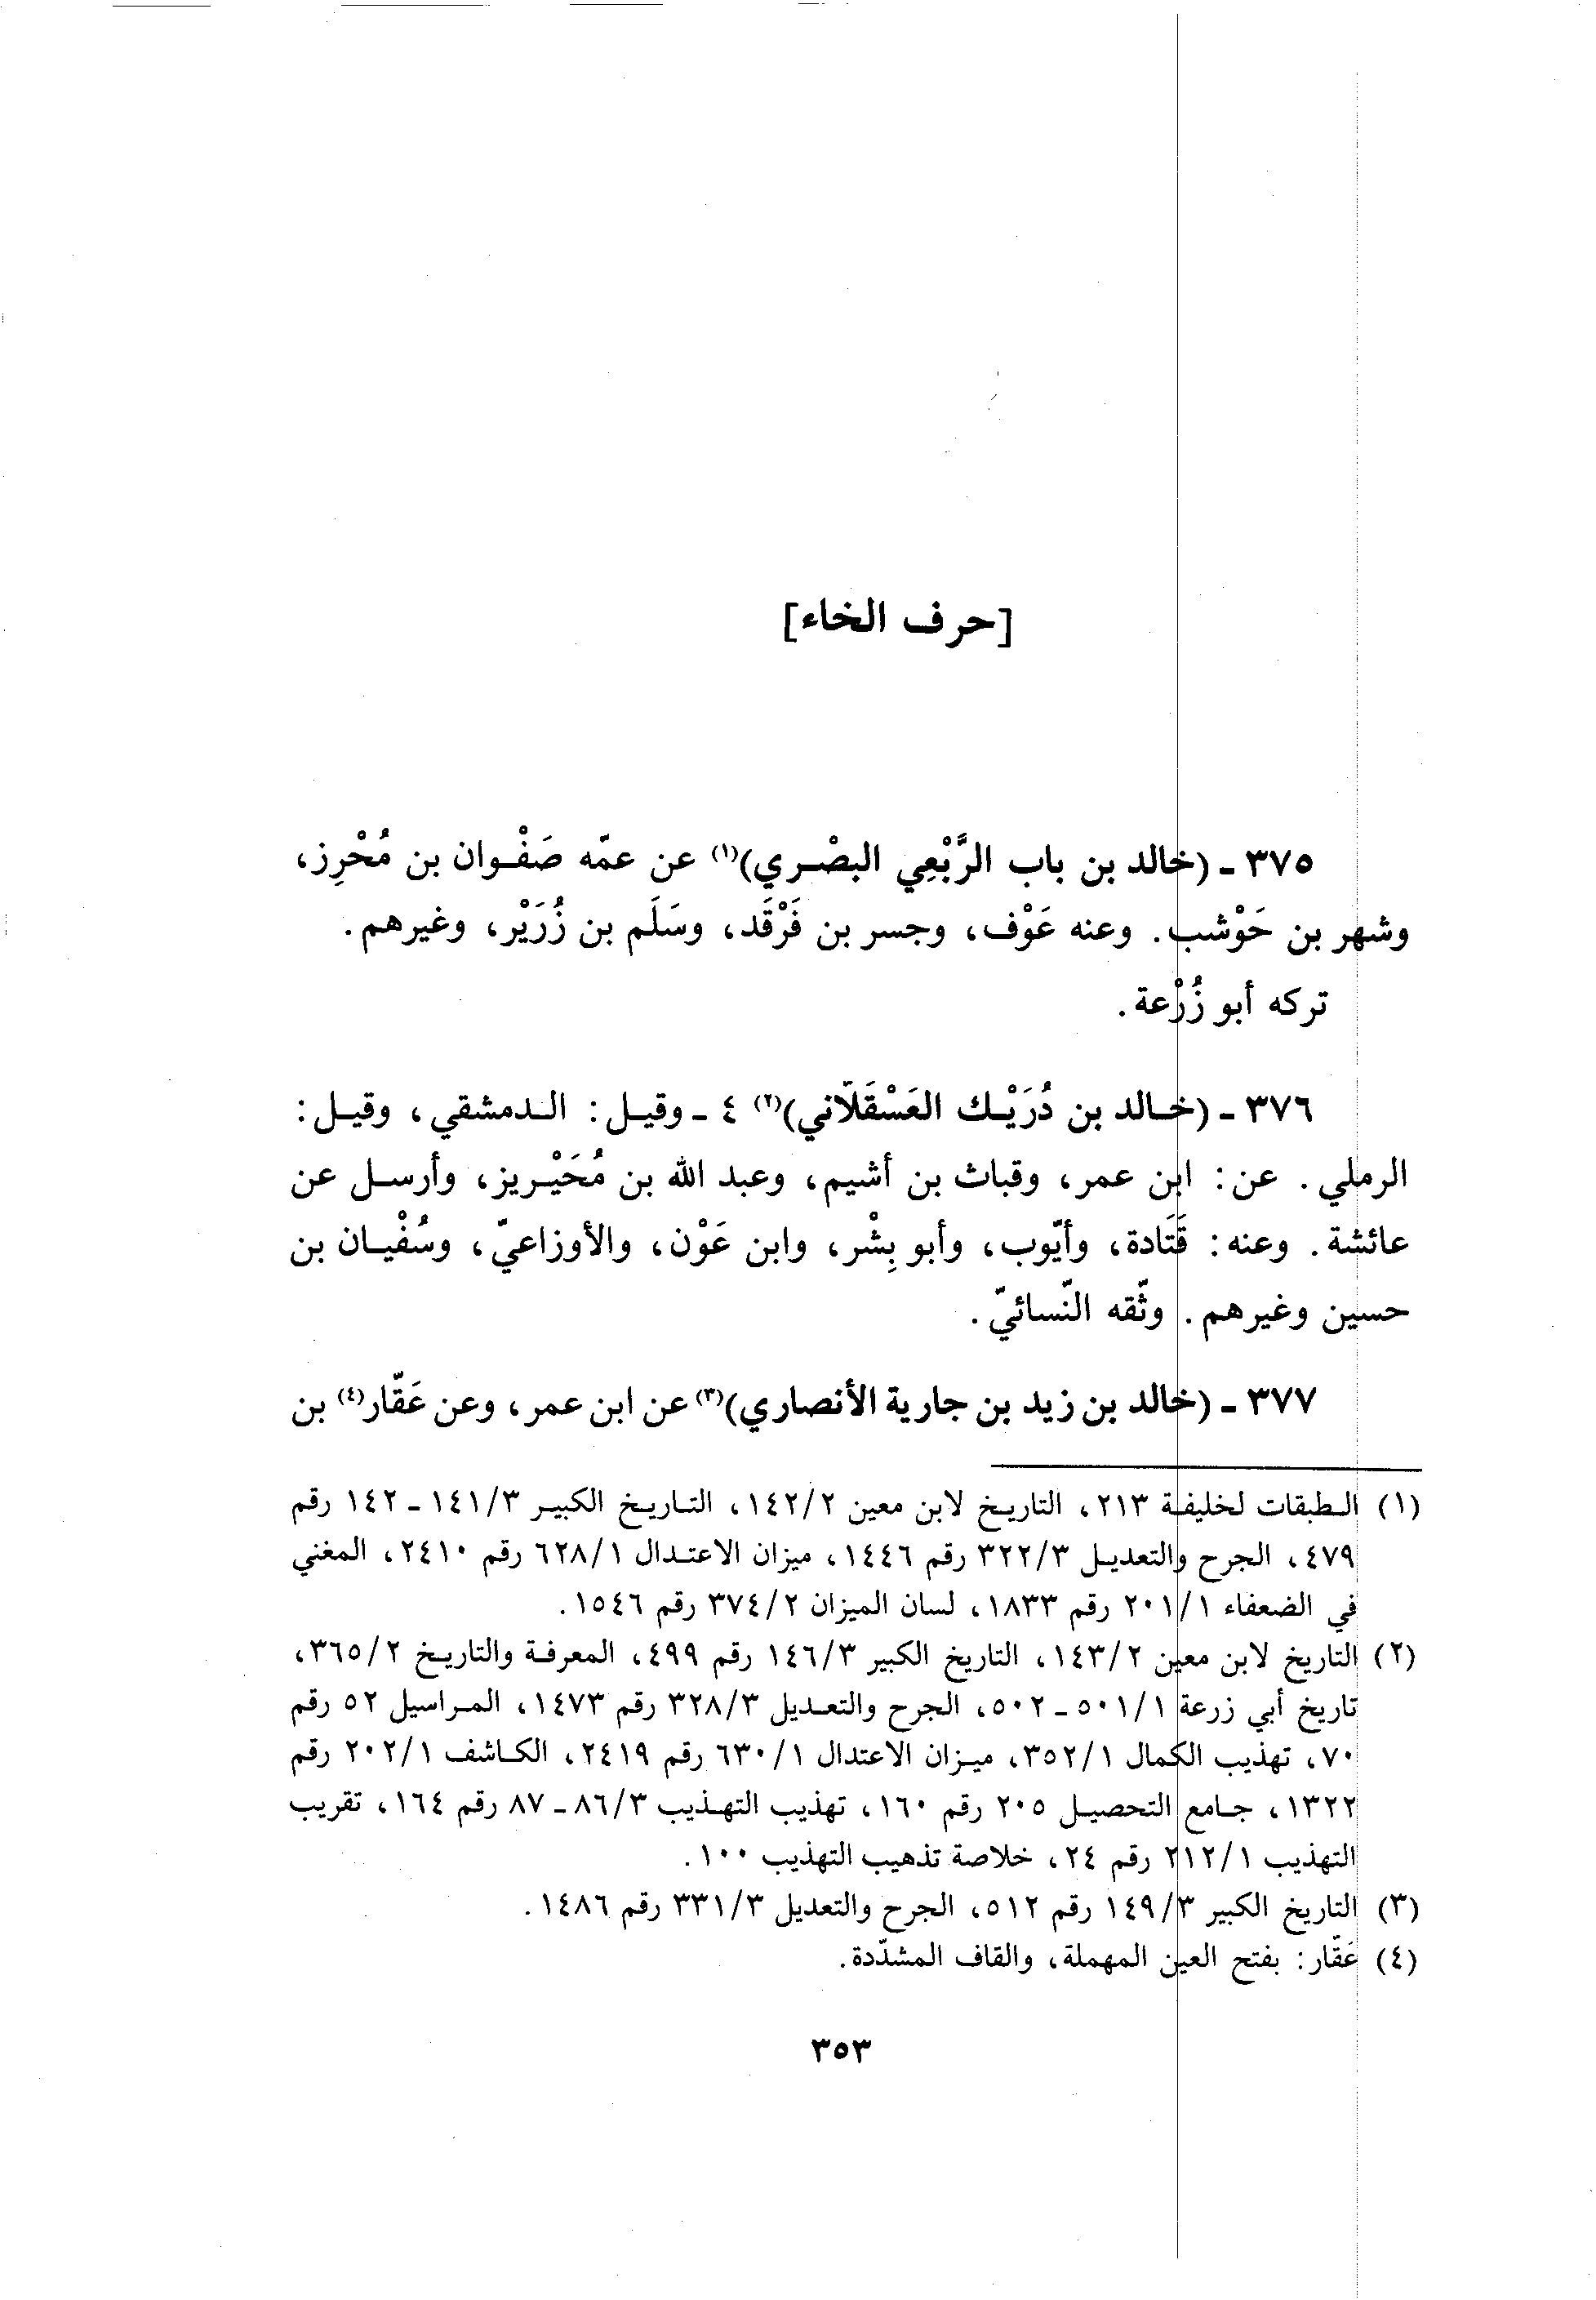 [حرف الخاء]
٣٧٥ ـ (خالد بن باب الرَّبْعِي البصْري)(١) عن عمّه صَفْوان بن مُحْرِز،
وشهر بن حَوْشب. وعنه عَوْف، وجسر بن فَرْقَد، وسَلَم بن زُرَيْر، وغيرهم.
تركه أبو زُرْعة.
٣٧٦ ـ (خالد بن دُرَيْك العَسْقَلّاني)(٢) ٤ ـ وقيل: الدمشقي، وقيل:
الرملي. عن: ابن عمر، وقباث بن أشيم، وعبد الله بن مُحَيْريز، وأرسل عن
عائشة. وعنه: قَتَادة، وأيّوب، وأبو بِشْر، وابن عَوْن، والأوزاعيّ، وسُفْيان بن
حسين وغيرهم. وثّقه النّسائيّ.
٣٧٧ ـ (خالد بن زيد بن جارية الأنصاري)(٣) عن ابن عمر، وعن عَقّار(٤) بن
(١) الطبقات لخليفة ٢١٣، التاريخ لابن معين ١٤٢/٢، التاريخ الكبير ١٤١/٣ ـ ١٤٢ رقم
٤٧٩، الجرح والتعديل ٣٢٢/٣ رقم ١٤٤٦، ميزان الاعتدال ٦٢٨/١ رقم ٢٤١٠، المغني
في الضعفاء ٢٠١/١ رقم ١٨٣٣، لسان الميزان ٣٧٤/٢ رقم ١٥٤٦.
(٢) التاريخ لابن معين ١٤٣/٢، التاريخ الكبير ١٤٦/٣ رقم ٤٩٩، المعرفة والتاريخ ٣٦٥/٢،
تاريخ أبي زرعة ٥٠١/١ ـ ٥٠٢، الجرح والتعديل ٣٢٨/٣ رقم ١٤٧٣، المراسيل ٥٢ رقم
٧٠، تهذيب الكمال ٣٥٢/١، ميزان الاعتدال ٦٣٠/١ رقم ٢٤١٩، الكاشف ٢٠٢/١ رقم
١٣٢٢، جامع التحصيل ٢٠٥ رقم ١٦٠، تهذيب التهذيب ٨٦/٣ ـ ٨٧ رقم ١٦٤، تقريب
التهذيب ٢١٢/١ رقم ٢٤، خلاصة تذهيب التهذيب ١٠٠.
(٣) التاريخ الكبير ١٤٩/٣ رقم ٥١٢، الجرح والتعديل ٣٣١/٣ رقم ١٤٨٦.
(٤) عَقّار: بفتح العين المهملة، والقاف المشدّدة.
٣٥٣